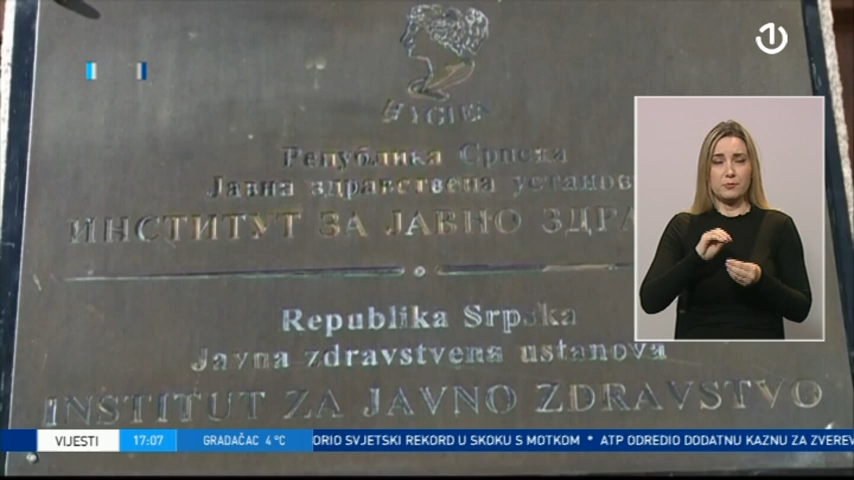 HYGIEA
Република Српска
Јавна здравствена установ
ИНСТИТУТ ЗА ЈАВНО ЗДРА
Republika Srpska
Javna zdravstvena ustanova
INSTITUT ZA JAVNO ZDRAVSTVO
VIJESTI 17:07 GRADAČAC 4°C ORIO SVJETSKI REKORD U SKOKU S MOTKOM * ATP ODREDIO DODATNU KAZNU ZA ZVEREV